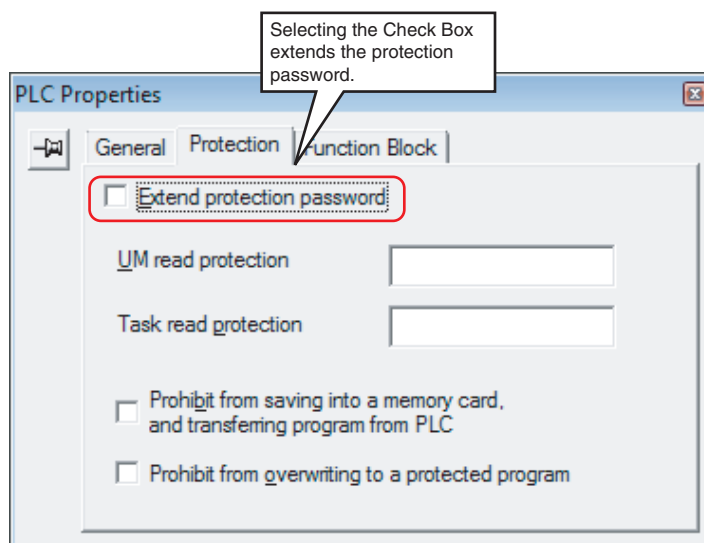 Selecting the Check Box
extends the protection
password.
PLC Properties
General Protection Function Block
Extend protection password
UM read protection
Task read protection
Prohibit from saving into a memory card,
and transferring program from PLC
Prohibit from overwriting to a protected program